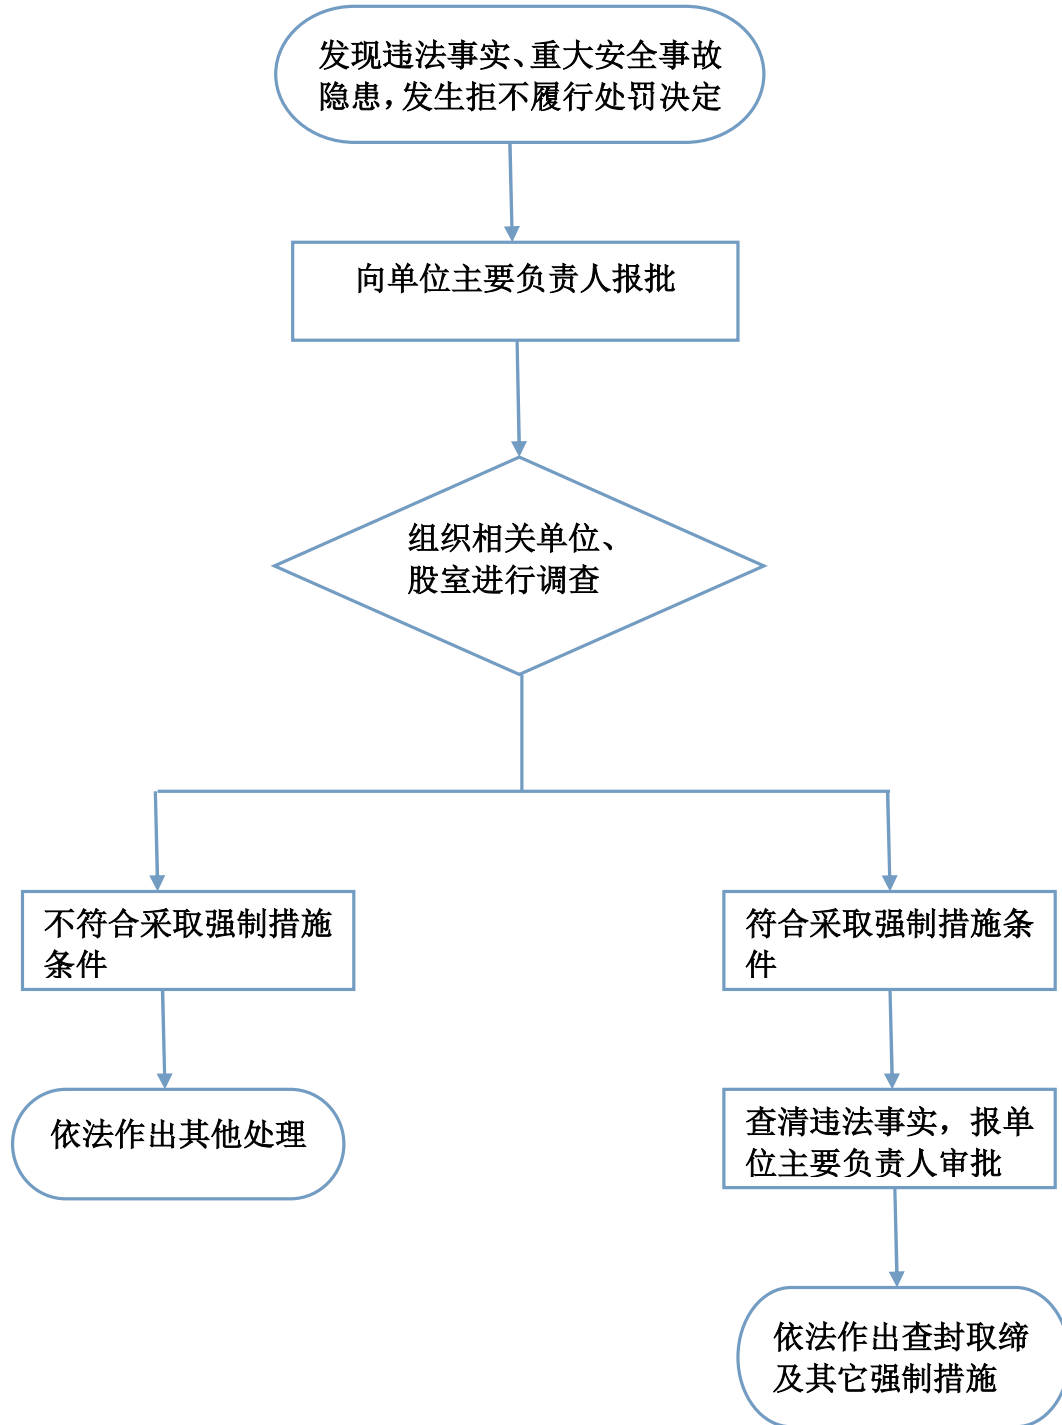 发现违法事实、重大安全事故
隐患，发生拒不履行处罚决定
向单位主要负责人报批
组织相关单位、
股室进行调查
不符合采取强制措施
条件
符合采取强制措施条
件
依法作出其他处理
查清违法事实，报单
位主要负责人审批
依法作出查封取缔
及其它强制措施